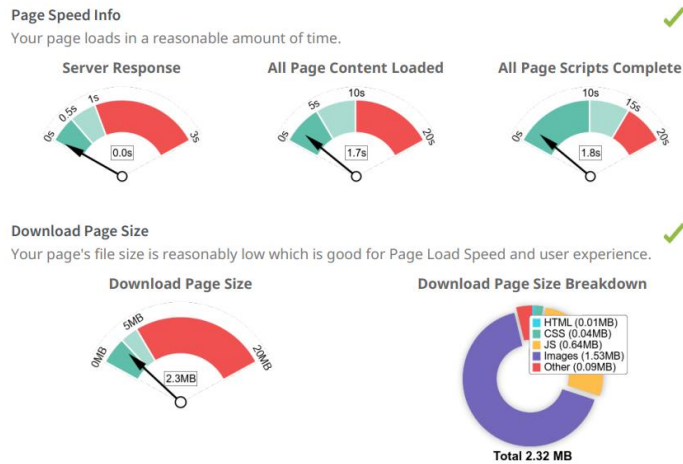 Page Speed Info
Your page loads in a reasonable amount of time.
Server Response
All Page Content Loaded
All Page Scripts Complete
0s
0.5s
1s
3s
0.0s
0s
5s
10s
20s
1.7s
0s
10s
15s
20s
1.8s
Download Page Size
Your page's file size is reasonably low which is good for Page Load Speed and user experience.
Download Page Size
Download Page Size Breakdown
0MB
5MB
20MB
2.3MB
HTML (0.01MB)
CSS (0.04MB)
JS (0.64MB)
Images (1.53MB)
Other (0.09MB)
Total 2.32 MB